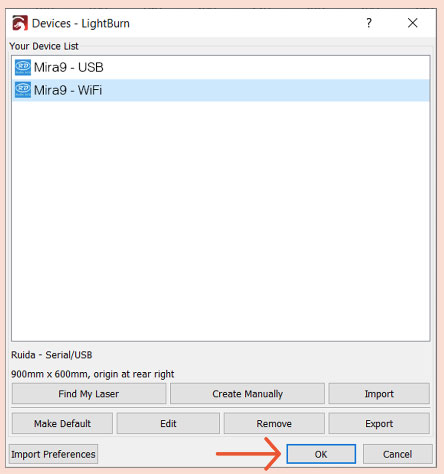 Devices - LightBurn
Your Device List
Mira9 - USB
Mira9 - WiFi
Ruida - Serial/USB
900mm x 600mm, origin at rear right
Find My Laser Create Manually Import
Make Default Edit Remove Export
Import Preferences OK Cancel